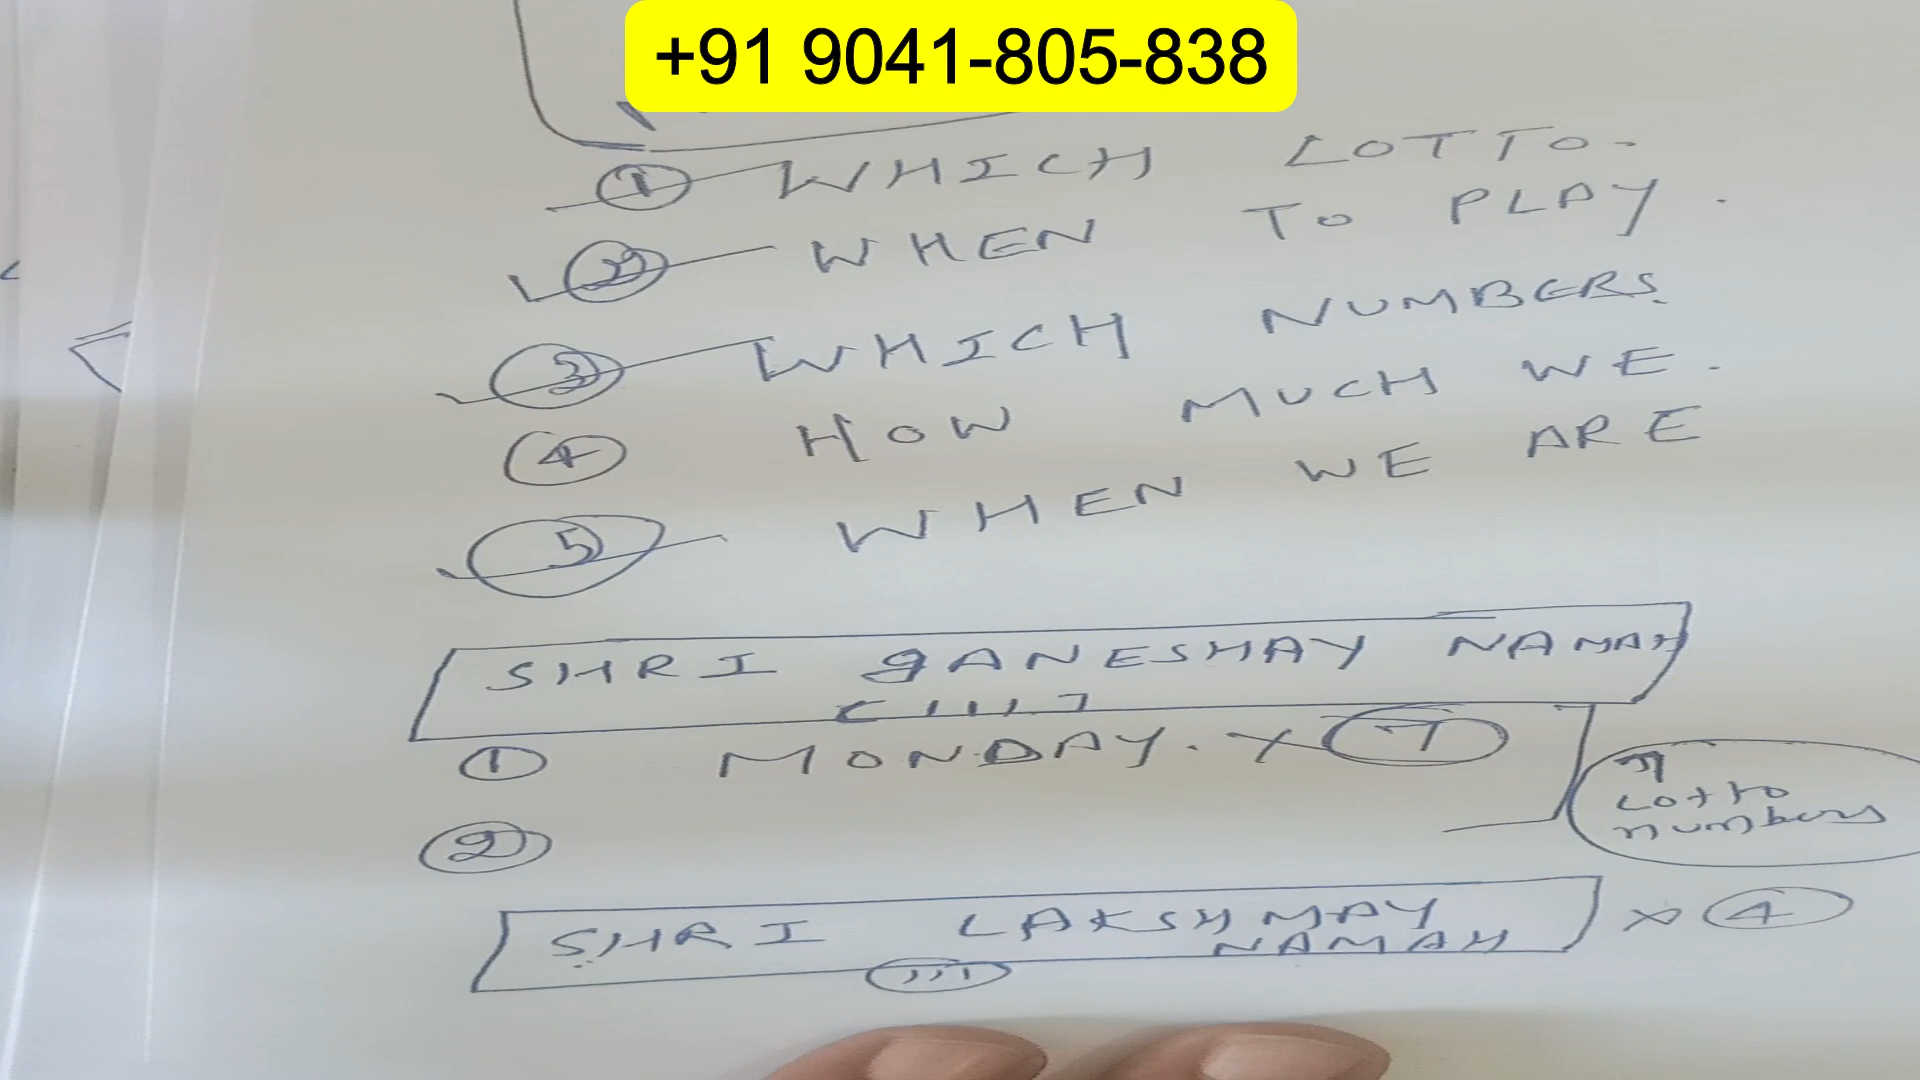 +91 9041-805-838
① WHICH LOTTO.
② WHEN TO PLAY.
③ WHICH NUMBERS.
④ HOW MUCH WE.
⑤ WHEN WE ARE
SHRI GANESHAY NAMAH
① MONDAY. × ⑦
Lotto
numbers
②
SHRI LAKSHMAY × ④
NAMAH